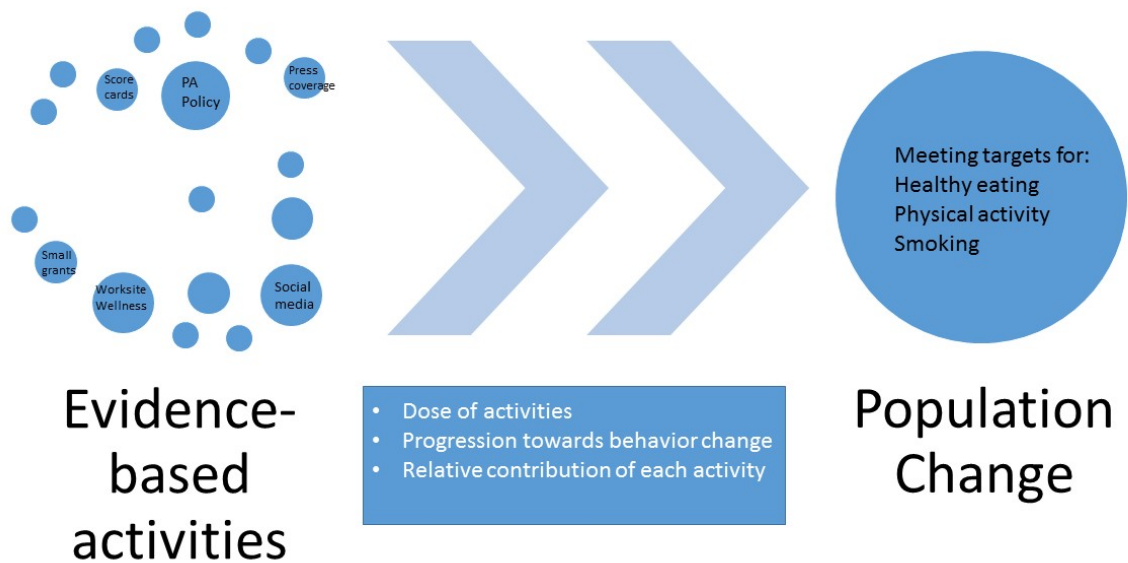 Score
cards
PA
Policy
Press
coverage
Small
grants
Worksite
Wellness
Social
media
Evidence-
based
activities
• Dose of activities
• Progression towards behavior change
• Relative contribution of each activity
Meeting targets for:
Healthy eating
Physical activity
Smoking
Population
Change